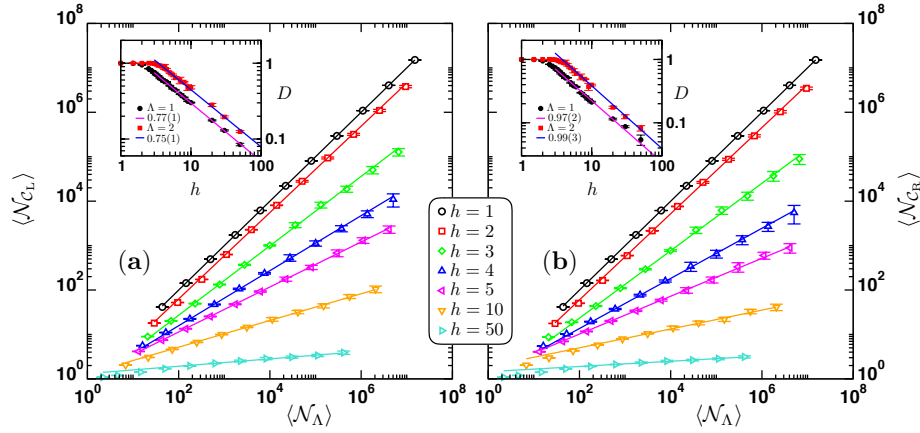 10^8
10^6
10^4
10^2
10^0
⟨N_{C_L}⟩
1
0.1
D
1 10 100
h
Λ = 1
0.77(1)
Λ = 2
0.75(1)
(a)
10^0 10^2 10^4 10^6 10^8
⟨N_Λ⟩
h = 1
h = 2
h = 3
h = 4
h = 5
h = 10
h = 50
1
0.1
D
1 10 100
h
Λ = 1
0.97(2)
Λ = 2
0.99(3)
(b)
10^0 10^2 10^4 10^6 10^8
⟨N_Λ⟩
10^8
10^6
10^4
10^2
10^0
⟨N_{C_R}⟩